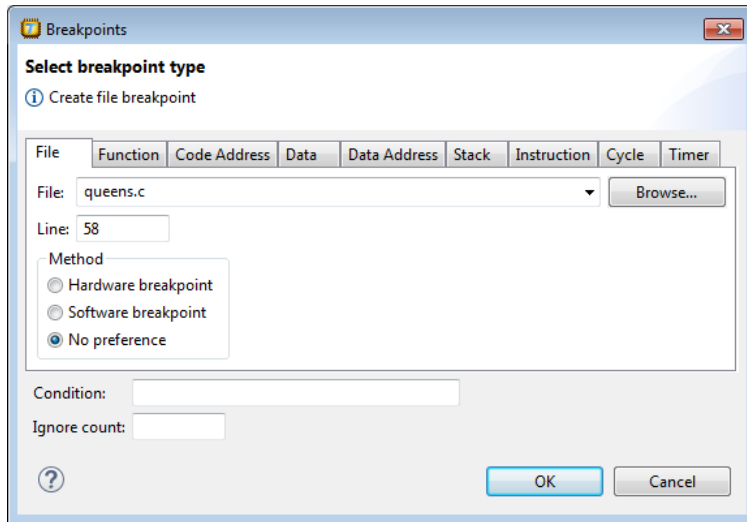 Breakpoints
Select breakpoint type
Create file breakpoint
File Function Code Address Data Data Address Stack Instruction Cycle Timer
File: queens.c Browse...
Line: 58
Method
Hardware breakpoint
Software breakpoint
No preference
Condition:
Ignore count:
? OK Cancel